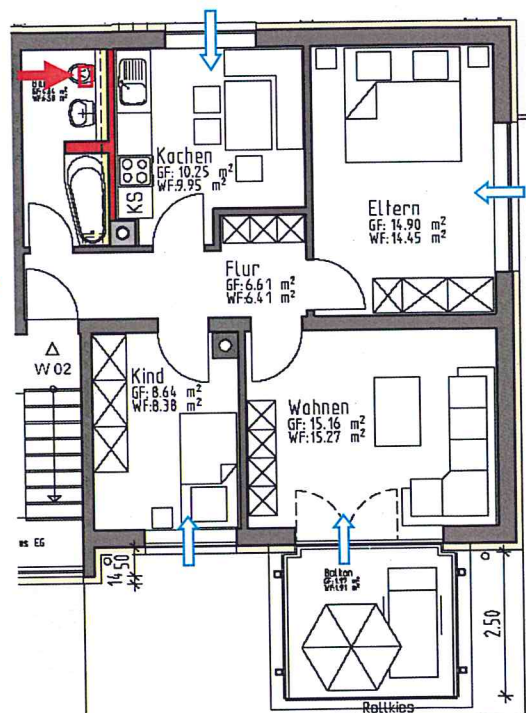 Kochen
GF: 10.25 m²
WF:9.95 m²
KS
Eltern
GF: 14.90 m²
WF: 14.45 m²
Flur
GF:6.61 m²
WF:6.41 m²
W 02
Kind
GF: 8.64 m²
WF:8.38 m²
Wohnen
GF: 15.16 m²
WF:15.27 m²
es EG
14.50
Balkon
2.50
Rollkies